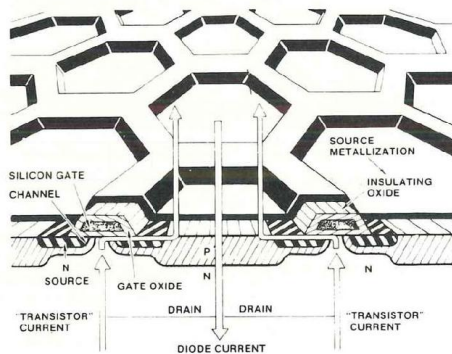 SOURCE
METALLIZATION
SILICON GATE
CHANNEL
INSULATING
OXIDE
P
N
SOURCE
N
GATE OXIDE
N
"TRANSISTOR"
CURRENT
DRAIN
DRAIN
"TRANSISTOR"
CURRENT
DIODE CURRENT